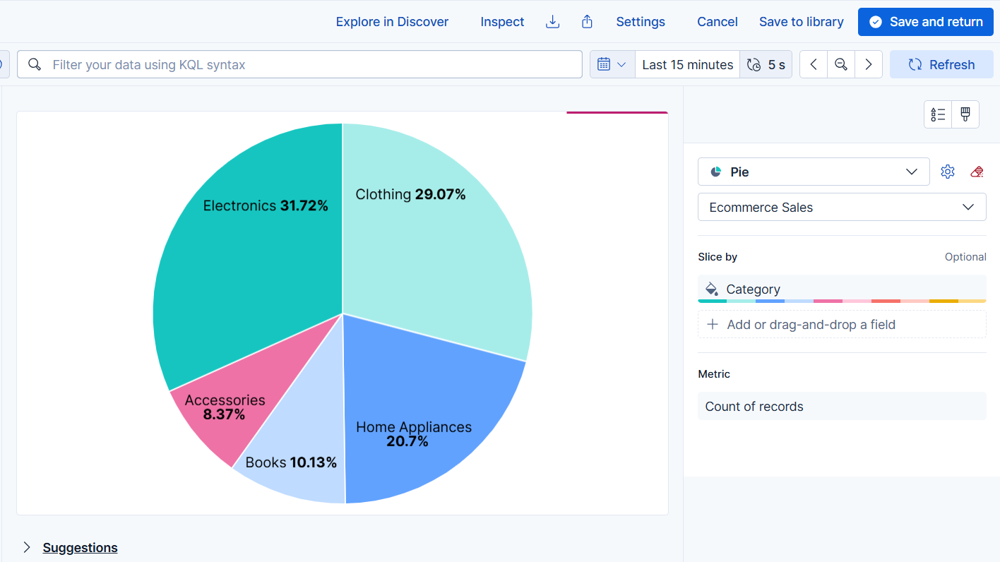 Explore in Discover Inspect Settings Cancel Save to library Save and return
Filter your data using KQL syntax Last 15 minutes 5 s Refresh
Electronics 31.72%
Clothing 29.07%
Accessories
8.37%
Home Appliances
20.7%
Books 10.13%
Suggestions
Pie
Ecommerce Sales
Slice by Optional
Category
Add or drag-and-drop a field
Metric
Count of records